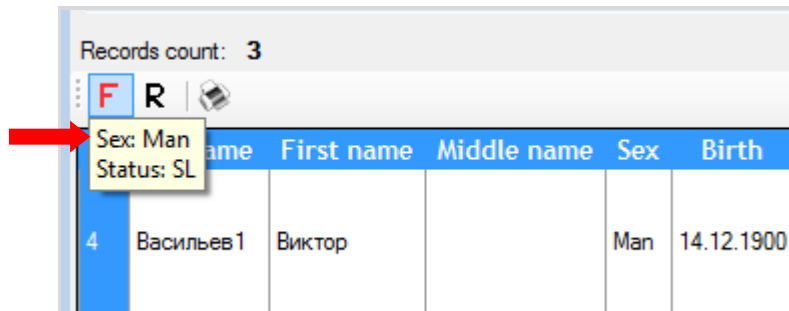 Records count: 3
F R
Sex: Man
Status: SL
ame First name Middle name Sex Birth
4 Васильев1 Виктор Man 14.12.1900